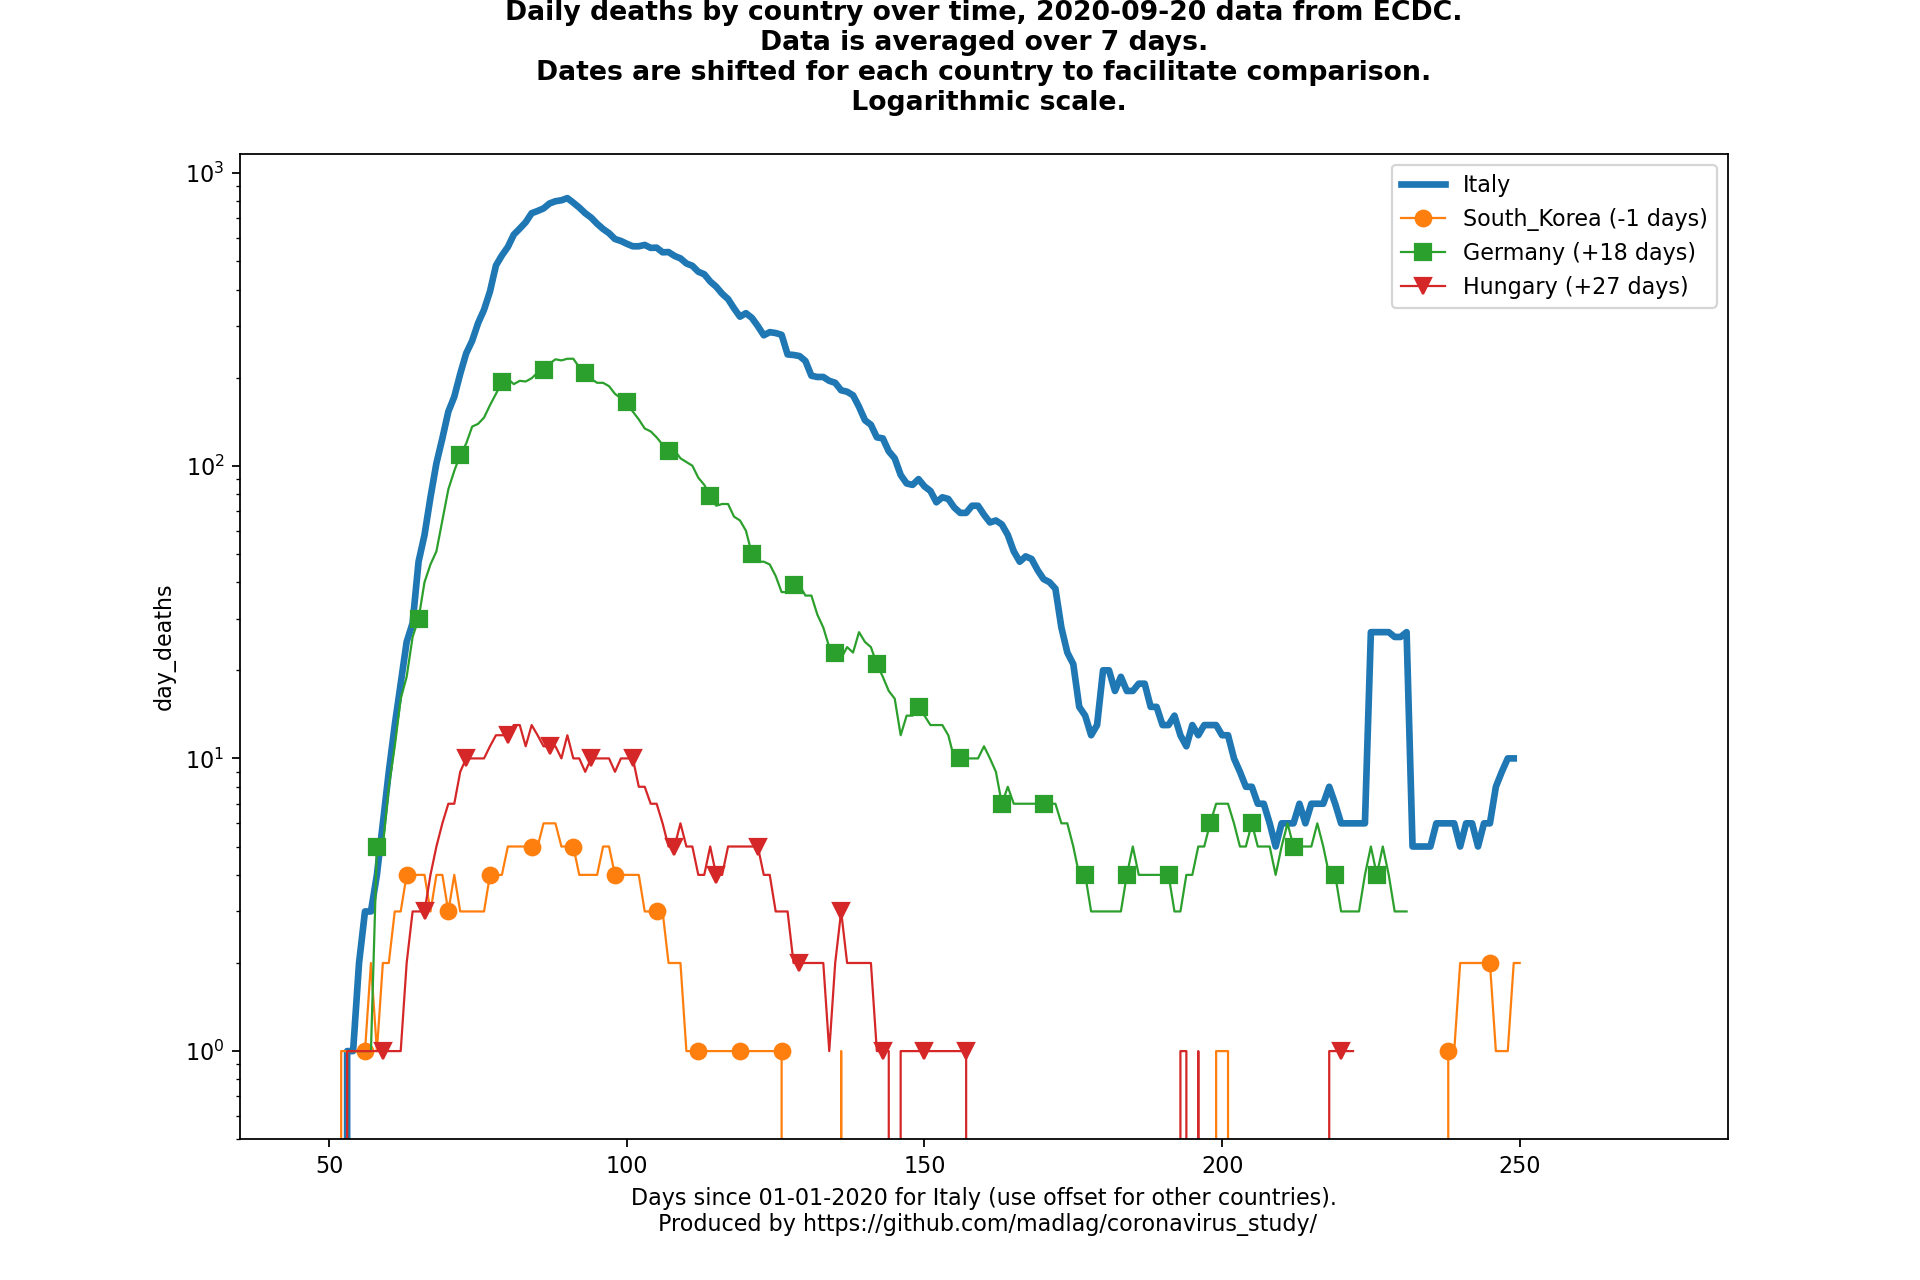 Daily deaths by country over time, 2020-09-20 data from ECDC.
Data is averaged over 7 days.
Dates are shifted for each country to facilitate comparison.
Logarithmic scale.
10³
10²
10¹
10⁰
day_deaths
Italy
South_Korea (-1 days)
Germany (+18 days)
Hungary (+27 days)
50 100 150 200 250
Days since 01-01-2020 for Italy (use offset for other countries).
Produced by https://github.com/madlag/coronavirus_study/